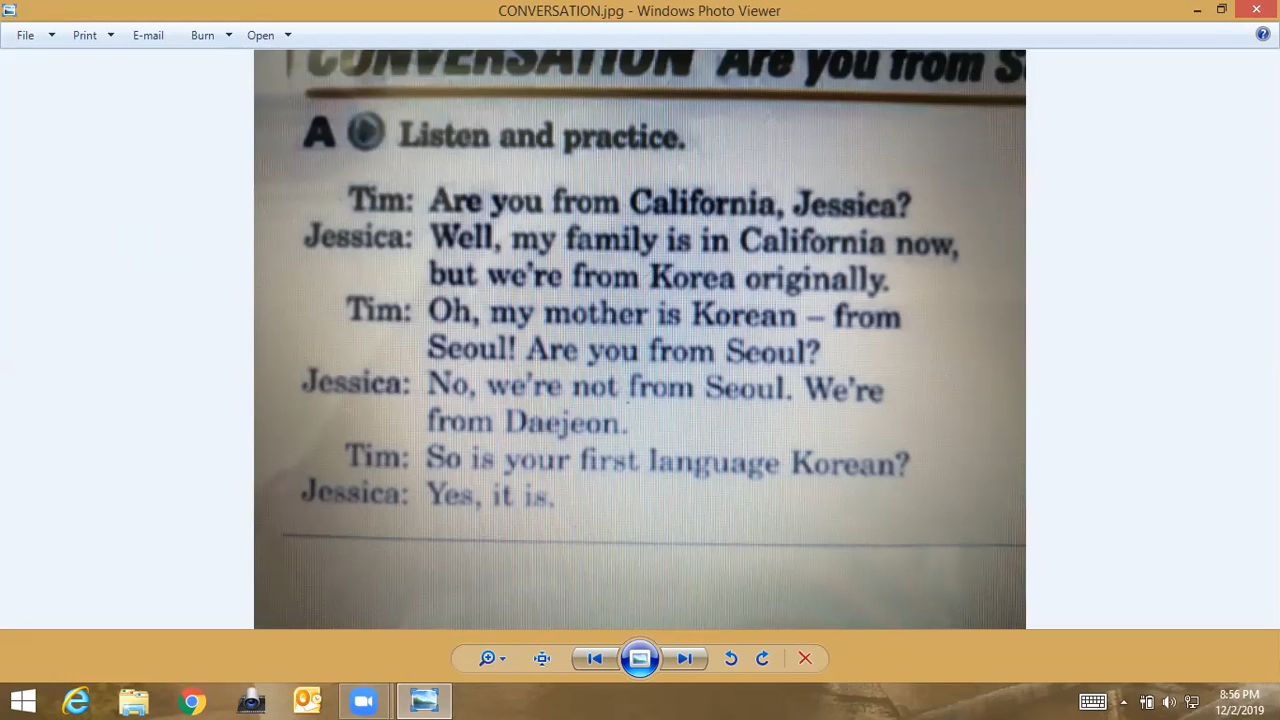 CONVERSATION.jpg - Windows Photo Viewer
File Print E-mail Burn Open
CONVERSATION Are you from S
A Listen and practice.
Tim: Are you from California, Jessica?
Jessica: Well, my family is in California now,
but we're from Korea originally.
Tim: Oh, my mother is Korean – from
Seoul! Are you from Seoul?
Jessica: No, we're not from Seoul. We're
from Daejeon.
Tim: So is your first language Korean?
Jessica: Yes, it is.
8:56 PM
12/2/2019